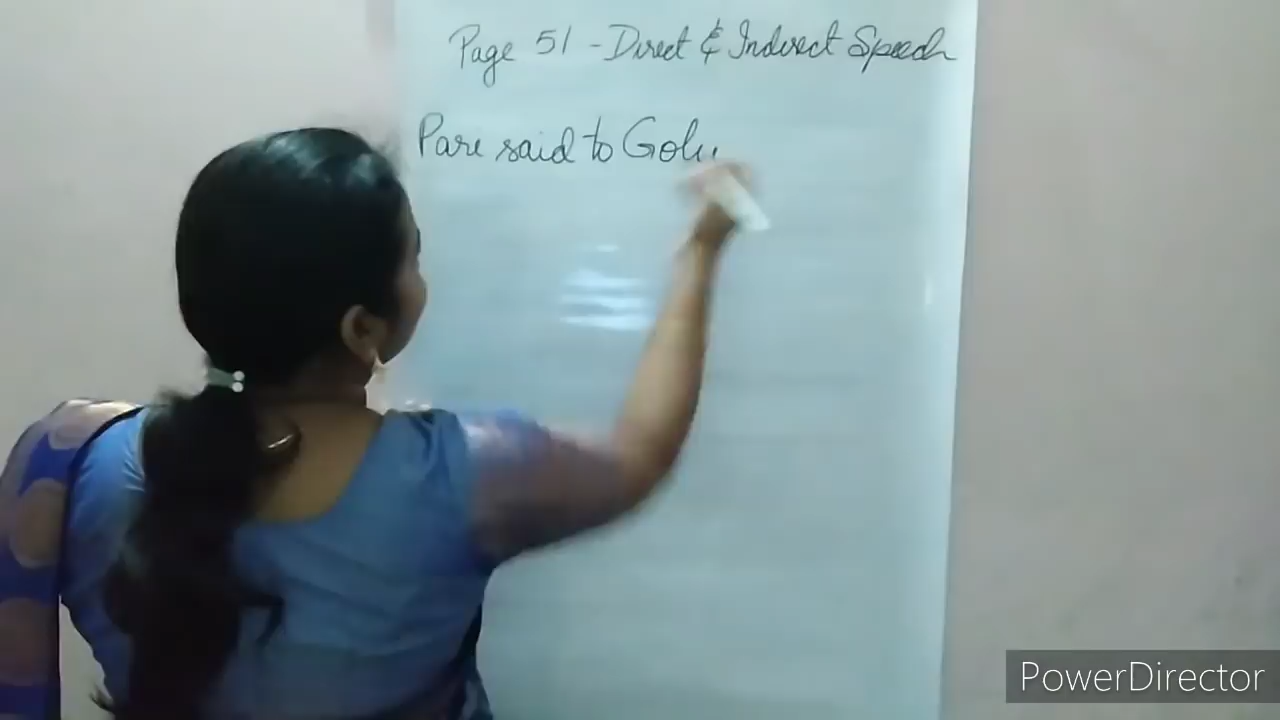 Page 51 - Direct & Indirect Speech
Pare said to Golu
PowerDirector